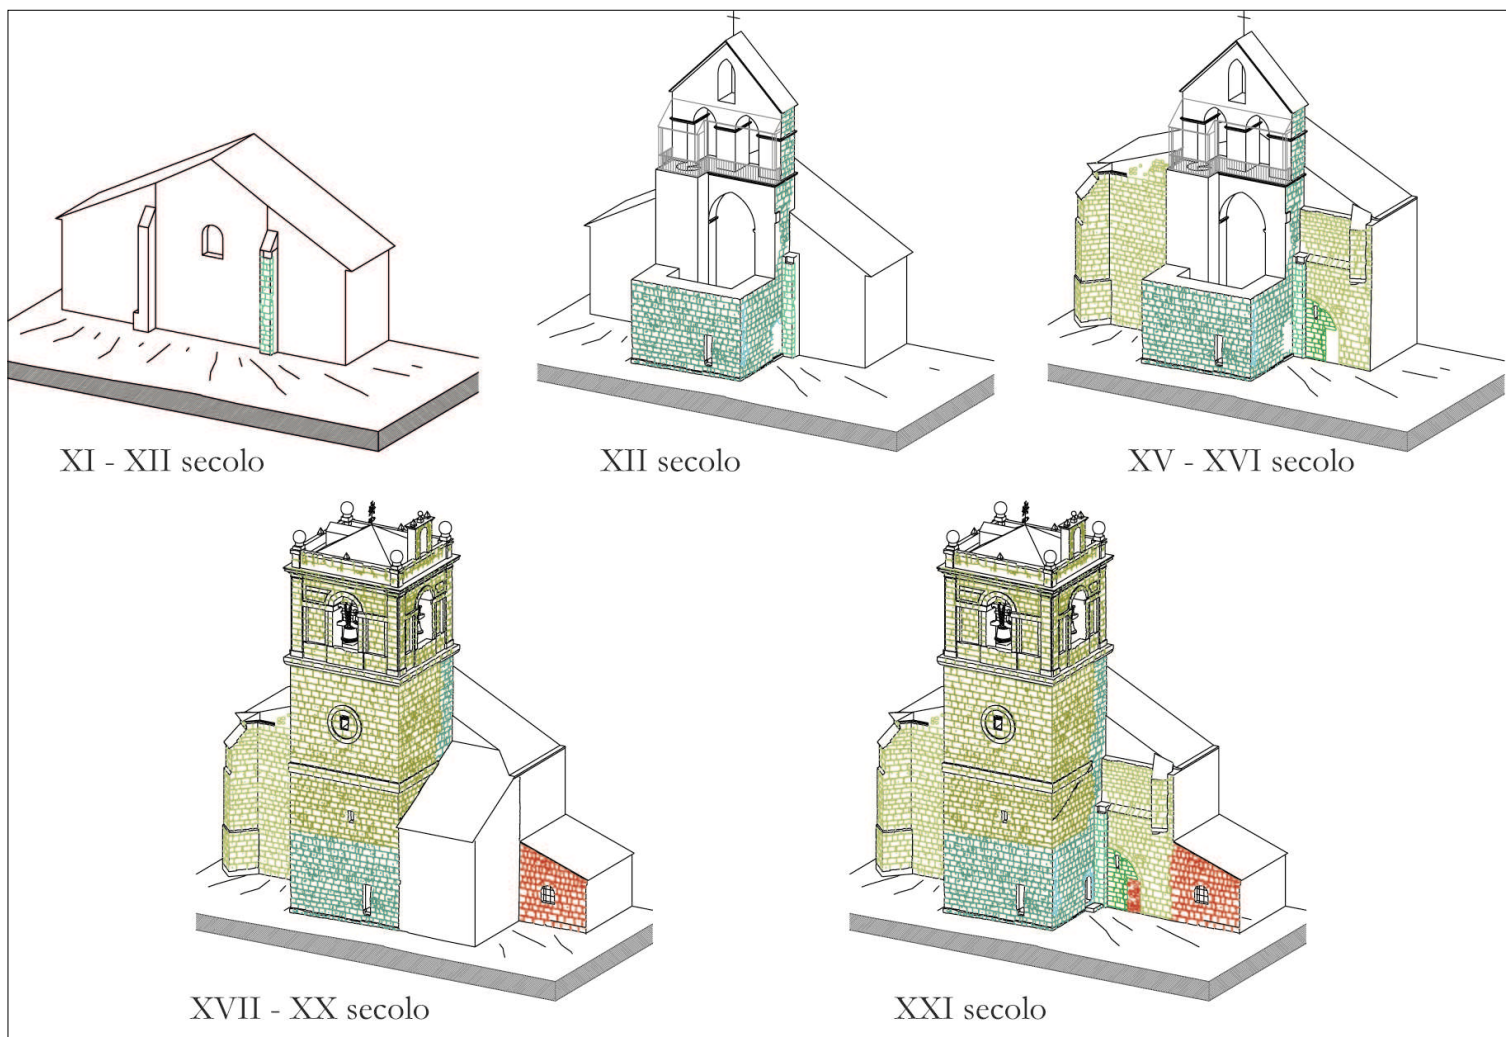 XI - XII secolo
XII secolo
XV - XVI secolo
XVII - XX secolo
XXI secolo